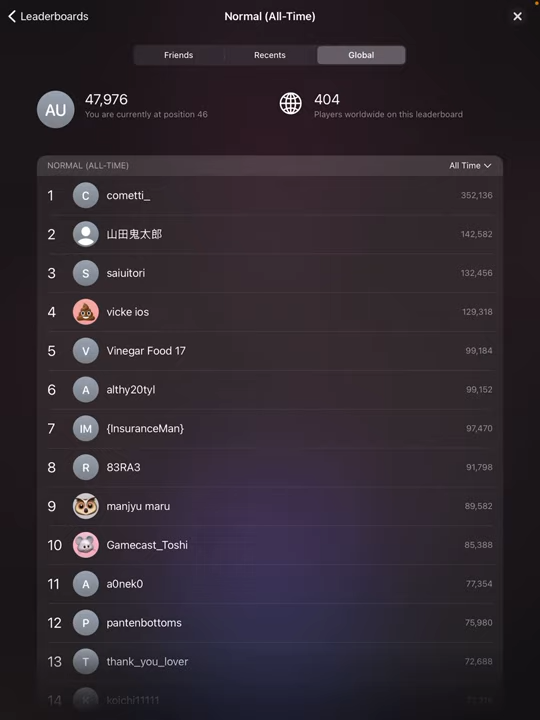 Leaderboards
Normal (All-Time)
Friends
Recents
Global
AU
47,976
You are currently at position 46
404
Players worldwide on this leaderboard
NORMAL (ALL-TIME)
All Time
1 C cometti_ 352,136
2 山田鬼太郎 142,582
3 S saiuitori 132,456
4 vicke ios 129,318
5 V Vinegar Food 17 99,184
6 A althy20tyl 99,152
7 IM {InsuranceMan} 97,470
8 R 83RA3 91,798
9 manjyu maru 89,582
10 Gamecast_Toshi 85,388
11 A a0nek0 77,354
12 P pantenbottoms 75,980
13 T thank_you_lover 72,688
14 K koichi11111